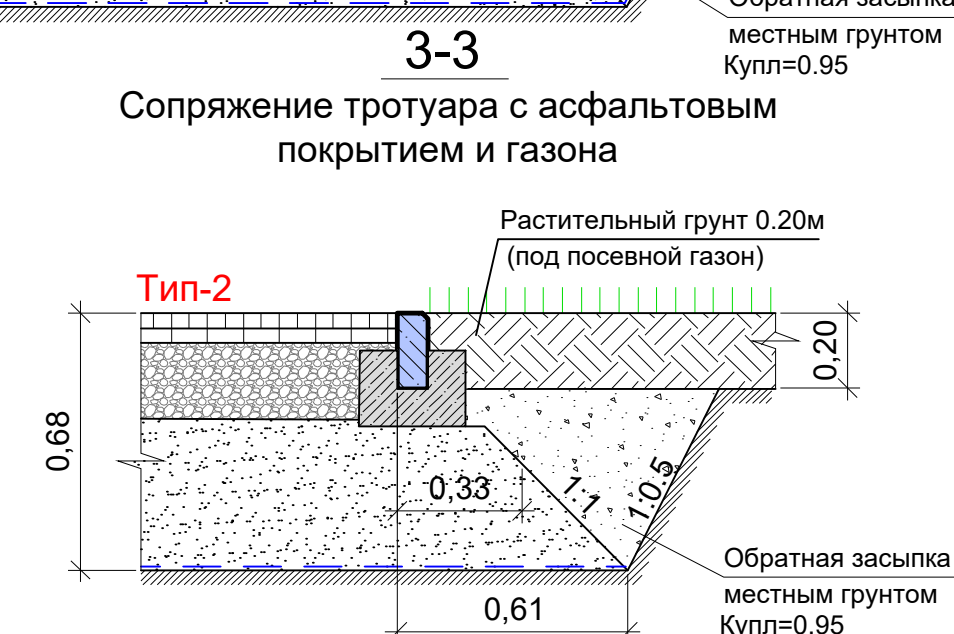 Обратная засыпка
местным грунтом
Купл=0.95
3-3
Сопряжение тротуара с асфальтовым
покрытием и газона
Растительный грунт 0.20м
(под посевной газон)
Тип-2
0,20
0,68
0,33
1:1
1:0.5
Обратная засыпка
местным грунтом
Купл=0.95
0,61